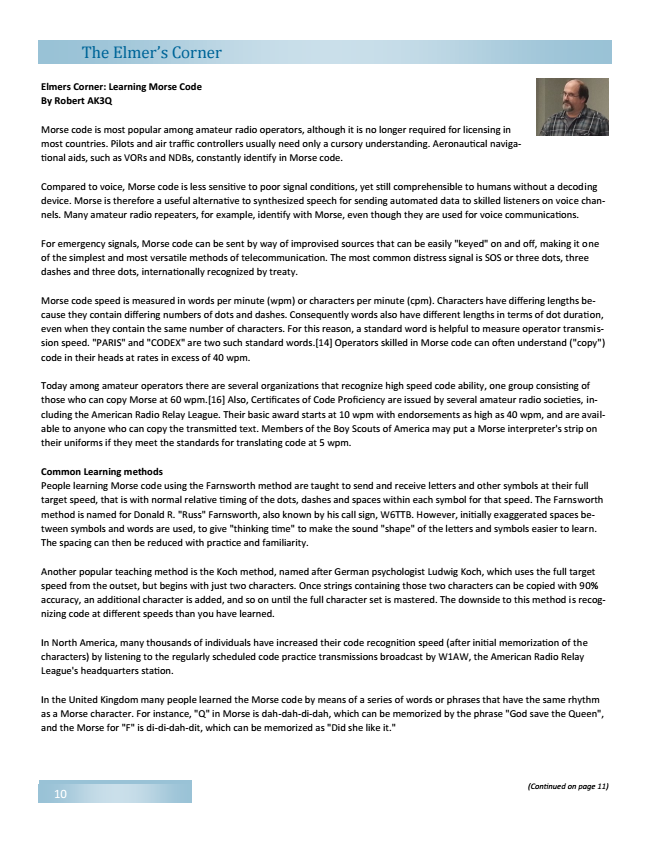 The Elmer's Corner
Elmers Corner: Learning Morse Code
By Robert AK3Q
Morse code is most popular among amateur radio operators, although it is no longer required for licensing in
most countries. Pilots and air traffic controllers usually need only a cursory understanding. Aeronautical naviga-
tional aids, such as VORs and NDBs, constantly identify in Morse code.
Compared to voice, Morse code is less sensitive to poor signal conditions, yet still comprehensible to humans without a decoding
device. Morse is therefore a useful alternative to synthesized speech for sending automated data to skilled listeners on voice chan-
nels. Many amateur radio repeaters, for example, identify with Morse, even though they are used for voice communications.
For emergency signals, Morse code can be sent by way of improvised sources that can be easily "keyed" on and off, making it one
of the simplest and most versatile methods of telecommunication. The most common distress signal is SOS or three dots, three
dashes and three dots, internationally recognized by treaty.
Morse code speed is measured in words per minute (wpm) or characters per minute (cpm). Characters have differing lengths be-
cause they contain differing numbers of dots and dashes. Consequently words also have different lengths in terms of dot duration,
even when they contain the same number of characters. For this reason, a standard word is helpful to measure operator transmis-
sion speed. "PARIS" and "CODEX" are two such standard words.[14] Operators skilled in Morse code can often understand ("copy")
code in their heads at rates in excess of 40 wpm.
Today among amateur operators there are several organizations that recognize high speed code ability, one group consisting of
those who can copy Morse at 60 wpm.[16] Also, Certificates of Code Proficiency are issued by several amateur radio societies, in-
cluding the American Radio Relay League. Their basic award starts at 10 wpm with endorsements as high as 40 wpm, and are avail-
able to anyone who can copy the transmitted text. Members of the Boy Scouts of America may put a Morse interpreter's strip on
their uniforms if they meet the standards for translating code at 5 wpm.
Common Learning methods
People learning Morse code using the Farnsworth method are taught to send and receive letters and other symbols at their full
target speed, that is with normal relative timing of the dots, dashes and spaces within each symbol for that speed. The Farnsworth
method is named for Donald R. "Russ" Farnsworth, also known by his call sign, W6TTB. However, initially exaggerated spaces be-
tween symbols and words are used, to give "thinking time" to make the sound "shape" of the letters and symbols easier to learn.
The spacing can then be reduced with practice and familiarity.
Another popular teaching method is the Koch method, named after German psychologist Ludwig Koch, which uses the full target
speed from the outset, but begins with just two characters. Once strings containing those two characters can be copied with 90%
accuracy, an additional character is added, and so on until the full character set is mastered. The downside to this method is recog-
nizing code at different speeds than you have learned.
In North America, many thousands of individuals have increased their code recognition speed (after initial memorization of the
characters) by listening to the regularly scheduled code practice transmissions broadcast by W1AW, the American Radio Relay
League's headquarters station.
In the United Kingdom many people learned the Morse code by means of a series of words or phrases that have the same rhythm
as a Morse character. For instance, "Q" in Morse is dah-dah-di-dah, which can be memorized by the phrase "God save the Queen",
and the Morse for "F" is di-di-dah-dit, which can be memorized as "Did she like it."
(Continued on page 11)
10